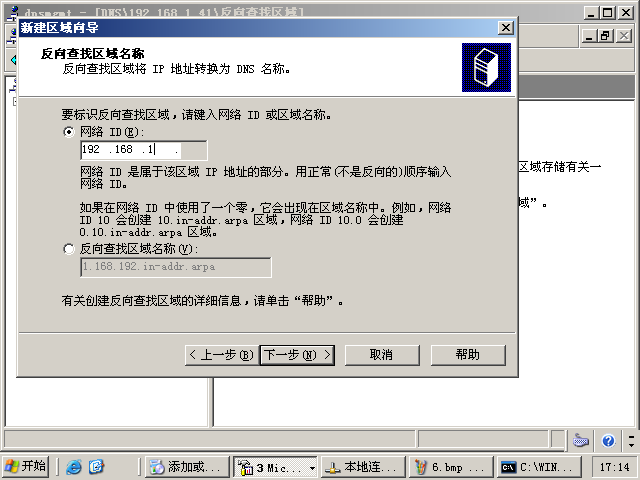 dnsmgmt - [DNS\192.168.1.41\反向查找区域]
新建区域向导
反向查找区域名称
反向查找区域将 IP 地址转换为 DNS 名称。
要标识反向查找区域，请键入网络 ID 或区域名称。
网络 ID(E):
192 .168 .1 .
网络 ID 是属于该区域 IP 地址的部分。用正常(不是反向的)顺序输入
网络 ID。
如果在网络 ID 中使用了一个零，它会出现在区域名称中。例如，网络
ID 10 会创建 10.in-addr.arpa 区域，网络 ID 10.0 会创建
0.10.in-addr.arpa 区域。
反向查找区域名称(V):
1.168.192.in-addr.arpa
有关创建反向查找区域的详细信息，请单击“帮助”。
< 上一步(B)
下一步(N) >
取消
帮助
区域存储有关一
域”。
开始
添加或...
3 Mic...
本地连...
6.bmp ...
C:\WIN...
17:14